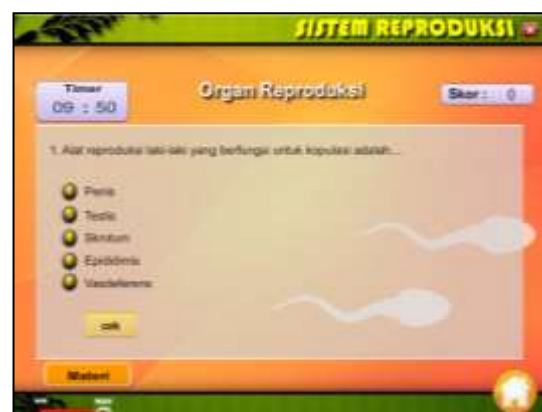 SISTEM REPRODUKSI
Timer
09 : 50
Organ Reproduksi
Skor : 0
1. Alat reproduksi laki-laki yang berfungsi untuk kopulasi adalah...
Penis
Testis
Skrotum
Epididimis
Vasdeferens
cek
Materi